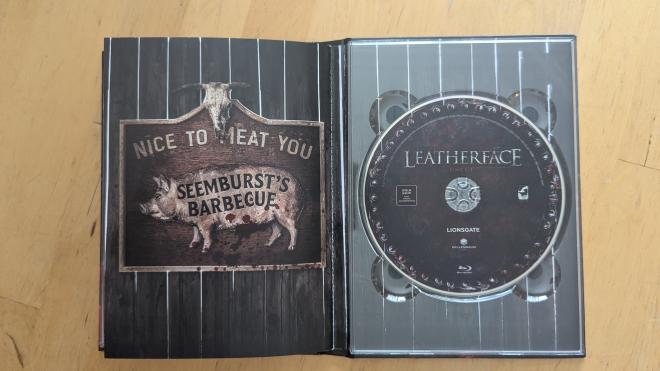 NICE TO MEAT YOU
SEEMBURST'S
BARBECUE
LEATHERFACE
LIONSGATE